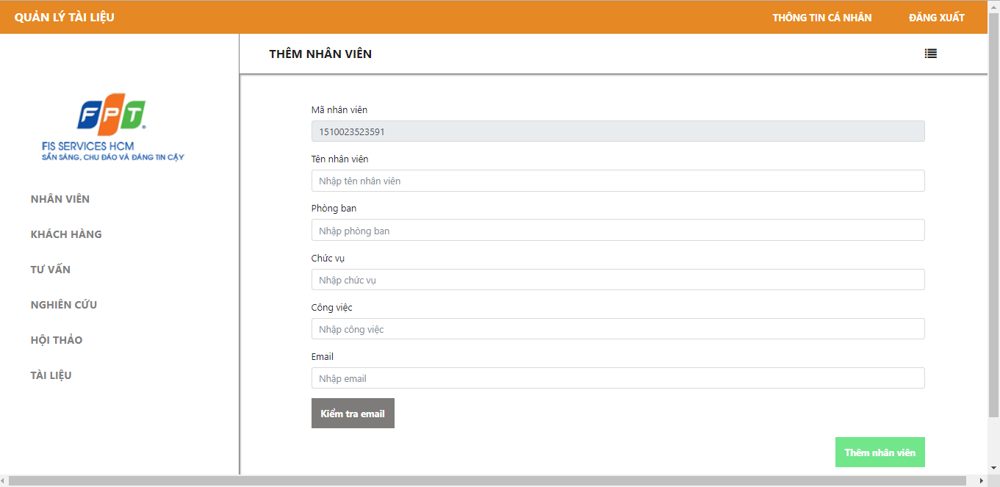 QUẢN LÝ TÀI LIỆU
THÔNG TIN CÁ NHÂN
ĐĂNG XUẤT
FPT
FIS SERVICES HCM
SẴN SÀNG, CHU ĐÁO VÀ ĐÁNG TIN CẬY
NHÂN VIÊN
KHÁCH HÀNG
TƯ VẤN
NGHIÊN CỨU
HỘI THẢO
TÀI LIỆU
THÊM NHÂN VIÊN
Mã nhân viên
1510023523591
Tên nhân viên
Nhập tên nhân viên
Phòng ban
Nhập phòng ban
Chức vụ
Nhập chức vụ
Công việc
Nhập công việc
Email
Nhập email
Kiểm tra email
Thêm nhân viên